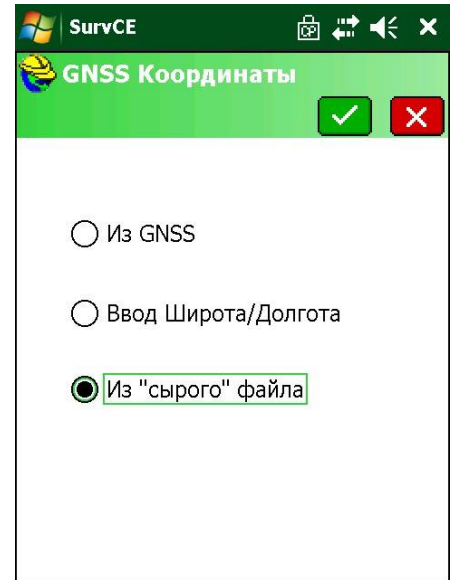 SurvCE
GNSS Координаты
Из GNSS
Ввод Широта/Долгота
Из "сырого" файла